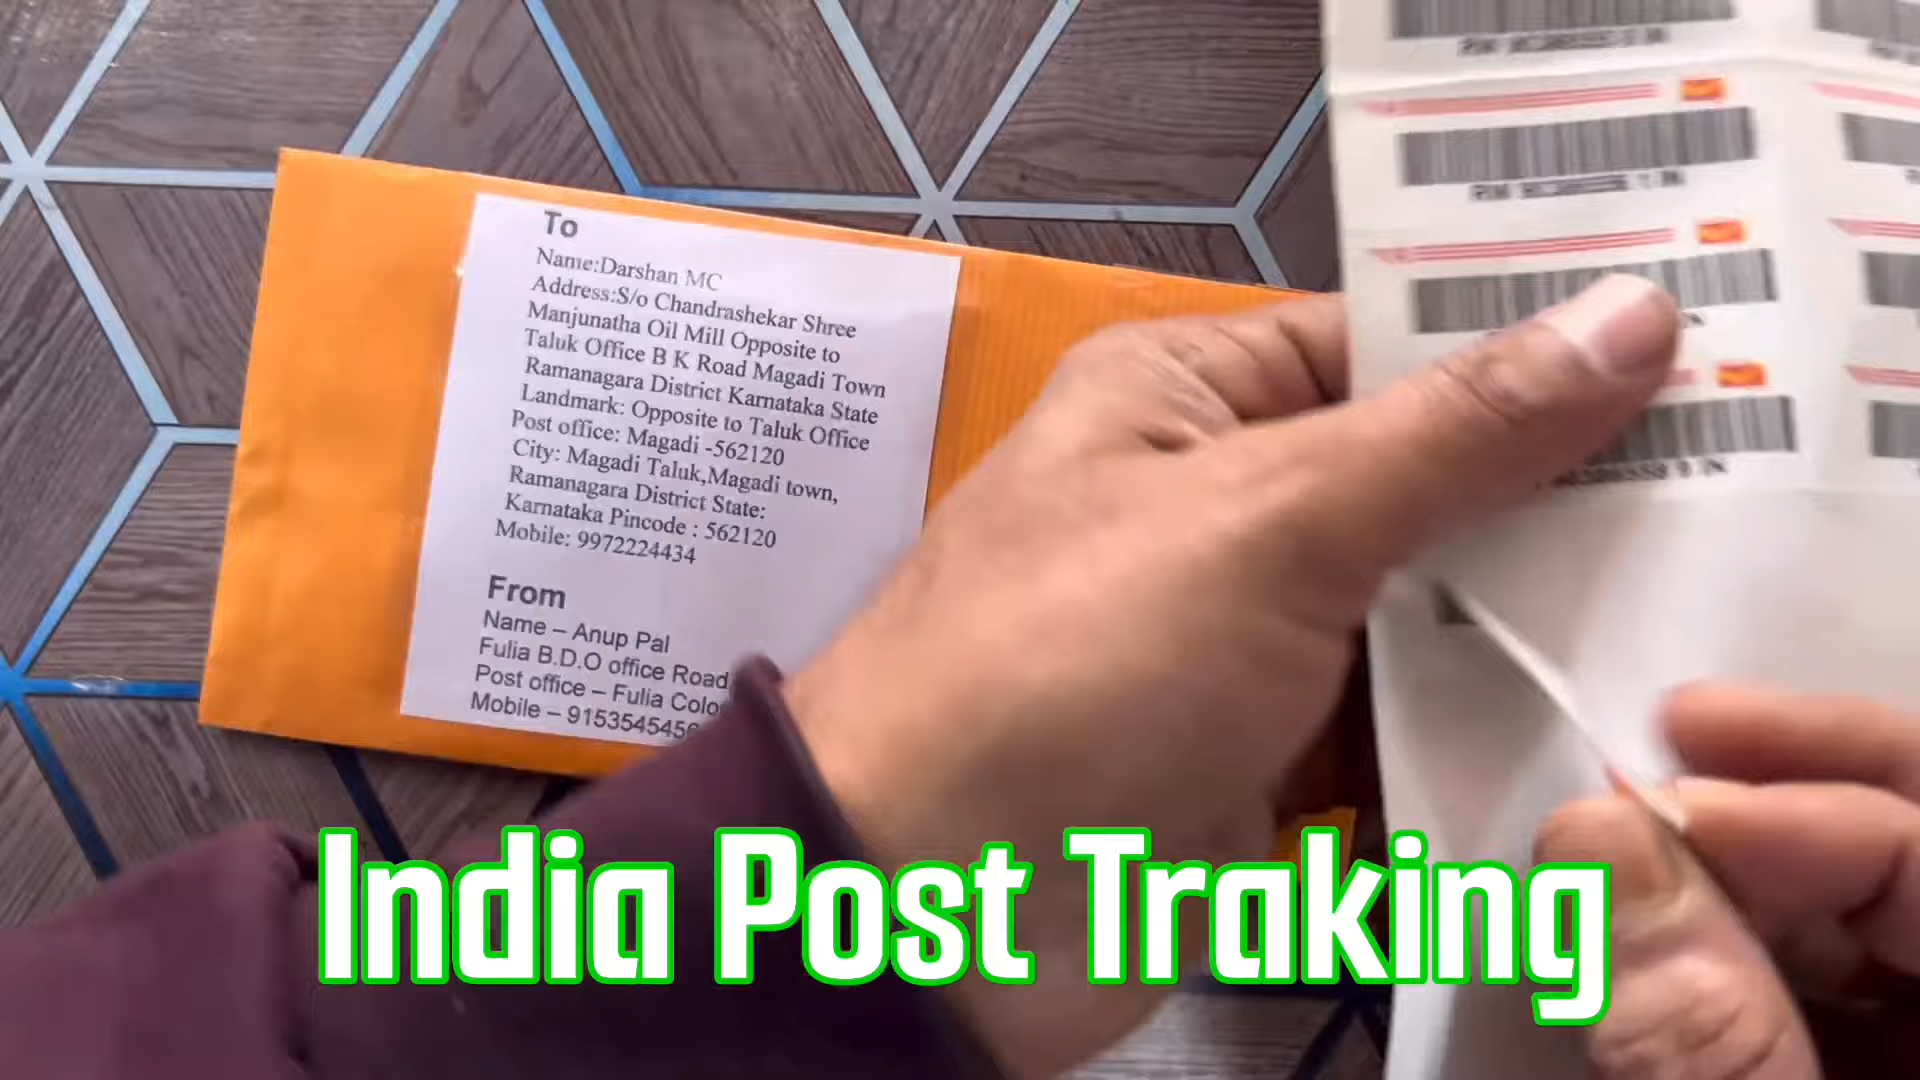 To
Name:Darshan MC
Address:S/o Chandrashekar Shree
Manjunatha Oil Mill Opposite to
Taluk Office B K Road Magadi Town
Ramanagara District Karnataka State
Landmark: Opposite to Taluk Office
Post office: Magadi -562120
City: Magadi Taluk,Magadi town,
Ramanagara District State:
Karnataka Pincode : 562120
Mobile: 9972224434
From
Name – Anup Pal
Fulia B.D.O office Road
Post office – Fulia
Mobile –
India Post Traking